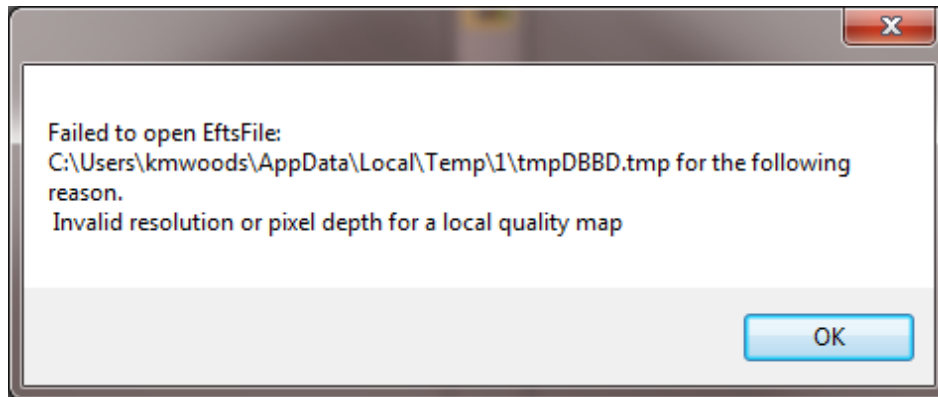 Failed to open EftsFile:
C:\Users\kmwoods\AppData\Local\Temp\1\tmpDBBD.tmp for the following
reason.
Invalid resolution or pixel depth for a local quality map
OK